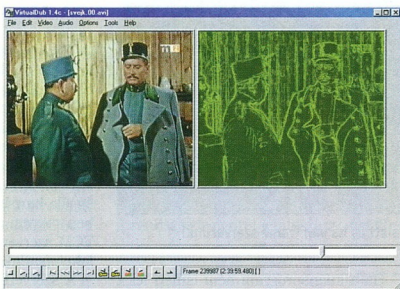 VirtualDub 1.4c - [svejk.00.avi]
File Edit Video Audio Options Tools Help
Frame 239987 (2:39:59.480) [ ]